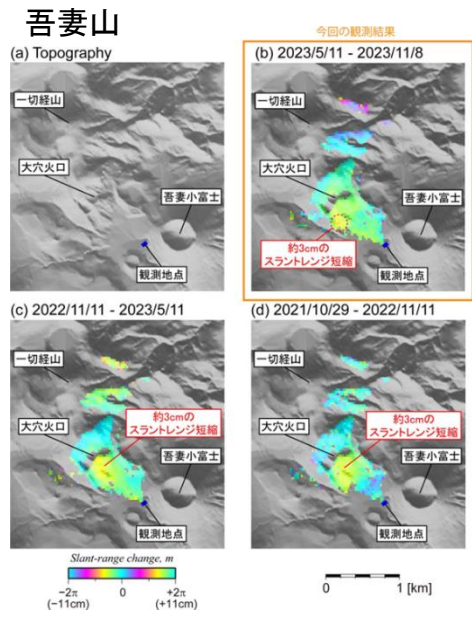 吾妻山
今回の観測結果
(a) Topography
一切経山
大穴火口
吾妻小富士
観測地点
(b) 2023/5/11 - 2023/11/8
一切経山
大穴火口
吾妻小富士
約3cmの
スラントレンジ短縮
観測地点
(c) 2022/11/11 - 2023/5/11
一切経山
約3cmの
スラントレンジ短縮
大穴火口
吾妻小富士
観測地点
(d) 2021/10/29 - 2022/11/11
一切経山
約3cmの
スラントレンジ短縮
大穴火口
吾妻小富士
観測地点
Slant-range change, m
−2π 0 +2π
(−11cm) (+11cm)
0 1 [km]